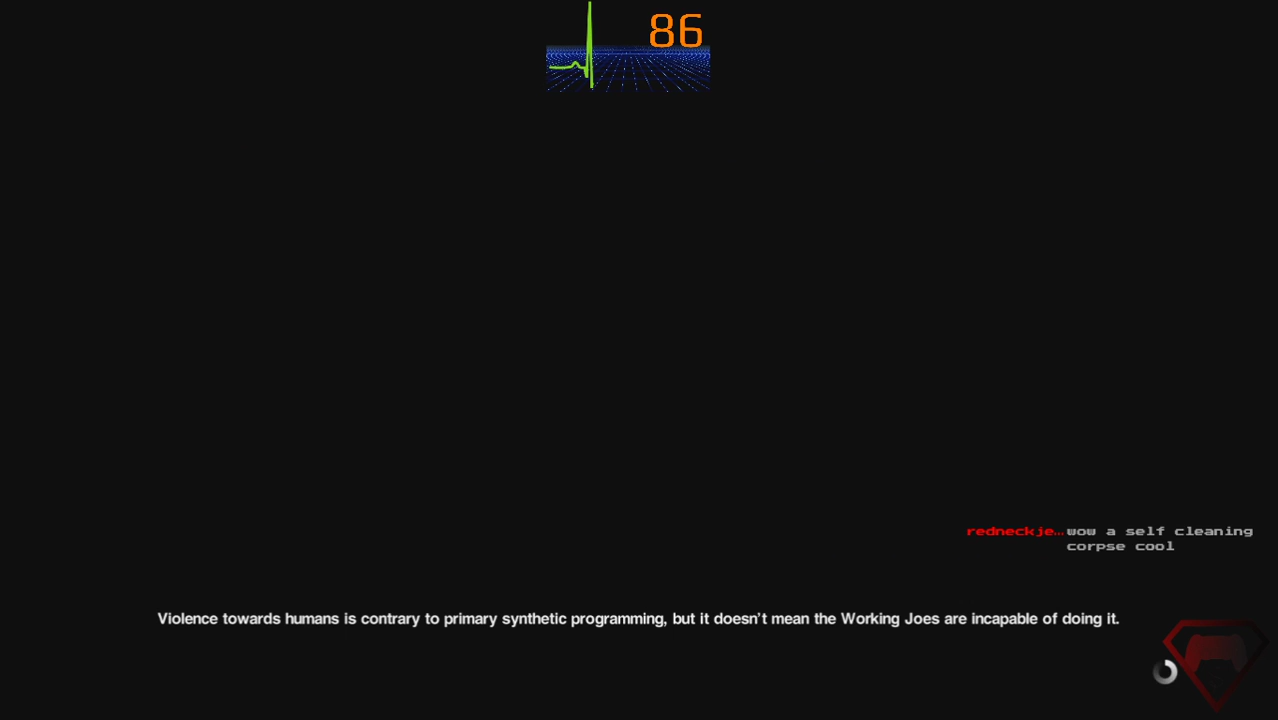 86
redneckje... wow a self cleaning
corpse cool
Violence towards humans is contrary to primary synthetic programming, but it doesn't mean the Working Joes are incapable of doing it.